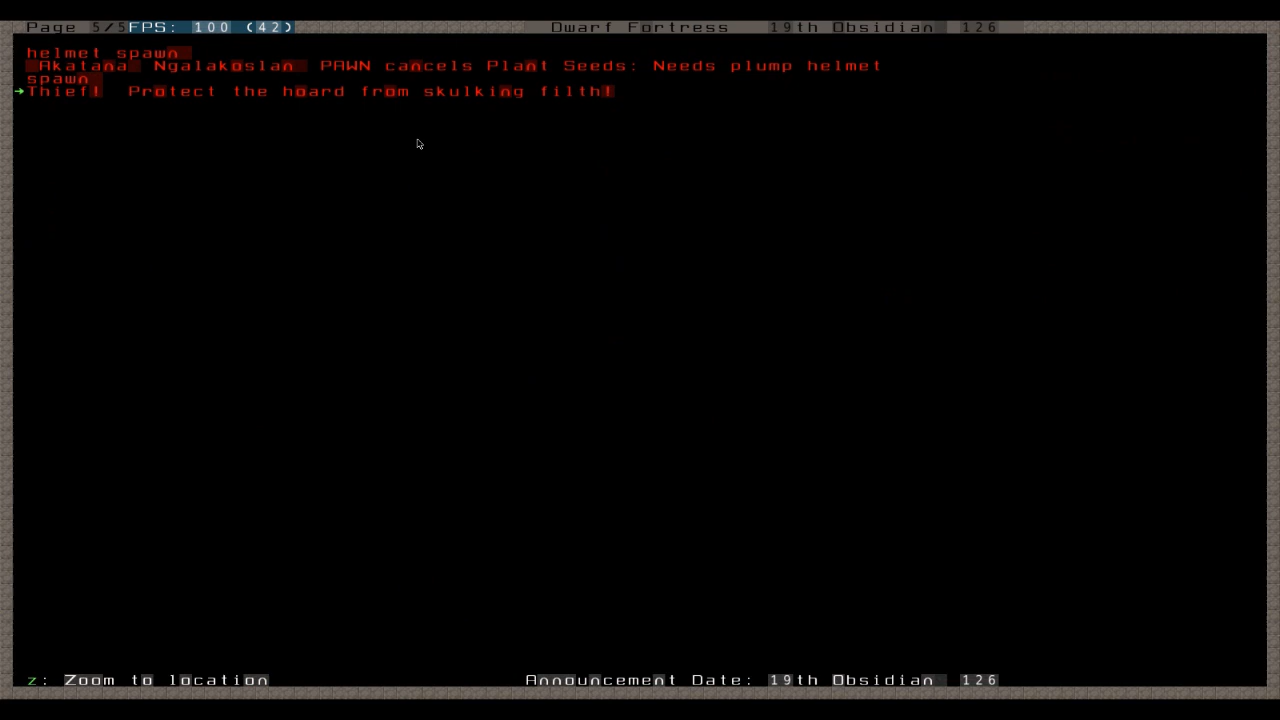 Page 5/5 FPS: 100 (42) Dwarf Fortress 19th Obsidian 126
helmet spawn
Akatana Ngalakoslan PAWN cancels Plant Seeds: Needs plump helmet
spawn
Thief! Protect the hoard from skulking filth!
z: Zoom to location Announcement Date: 19th Obsidian 126